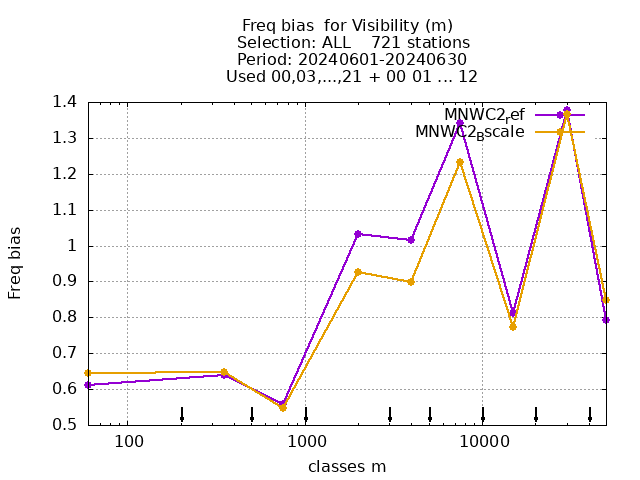 Freq bias  for Visibility (m)
Selection: ALL    721 stations
Period: 20240601-20240630
Used 00,03,...,21 + 00 01 ... 12
MNWC2ref
MNWC2Bscale
1.4
1.3
1.2
1.1
1
0.9
0.8
0.7
0.6
0.5
Freq bias
100
1000
10000
classes m